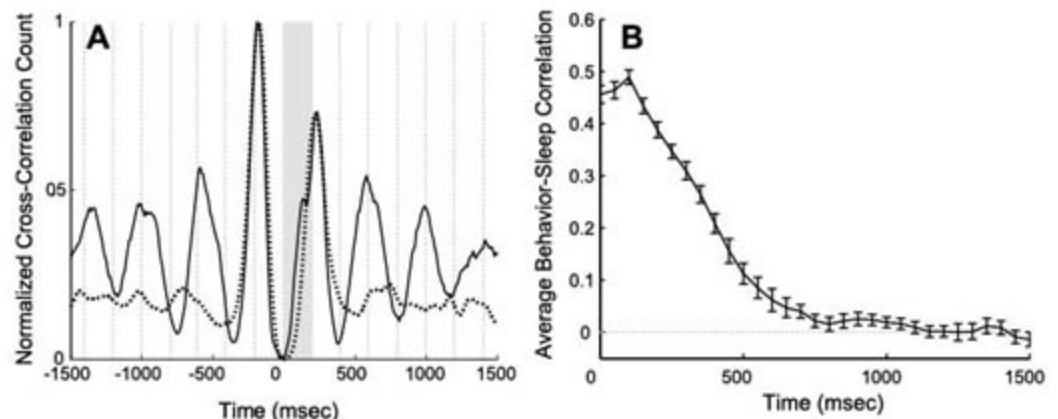 A
Normalized Cross-Correlation Count
1
05
0
-1500 -1000 -500 0 500 1000 1500
Time (msec)
B
Average Behavior-Sleep Correlation
0.6
0.5
0.4
0.3
0.2
0.1
0
0 500 1000 1500
Time (msec)